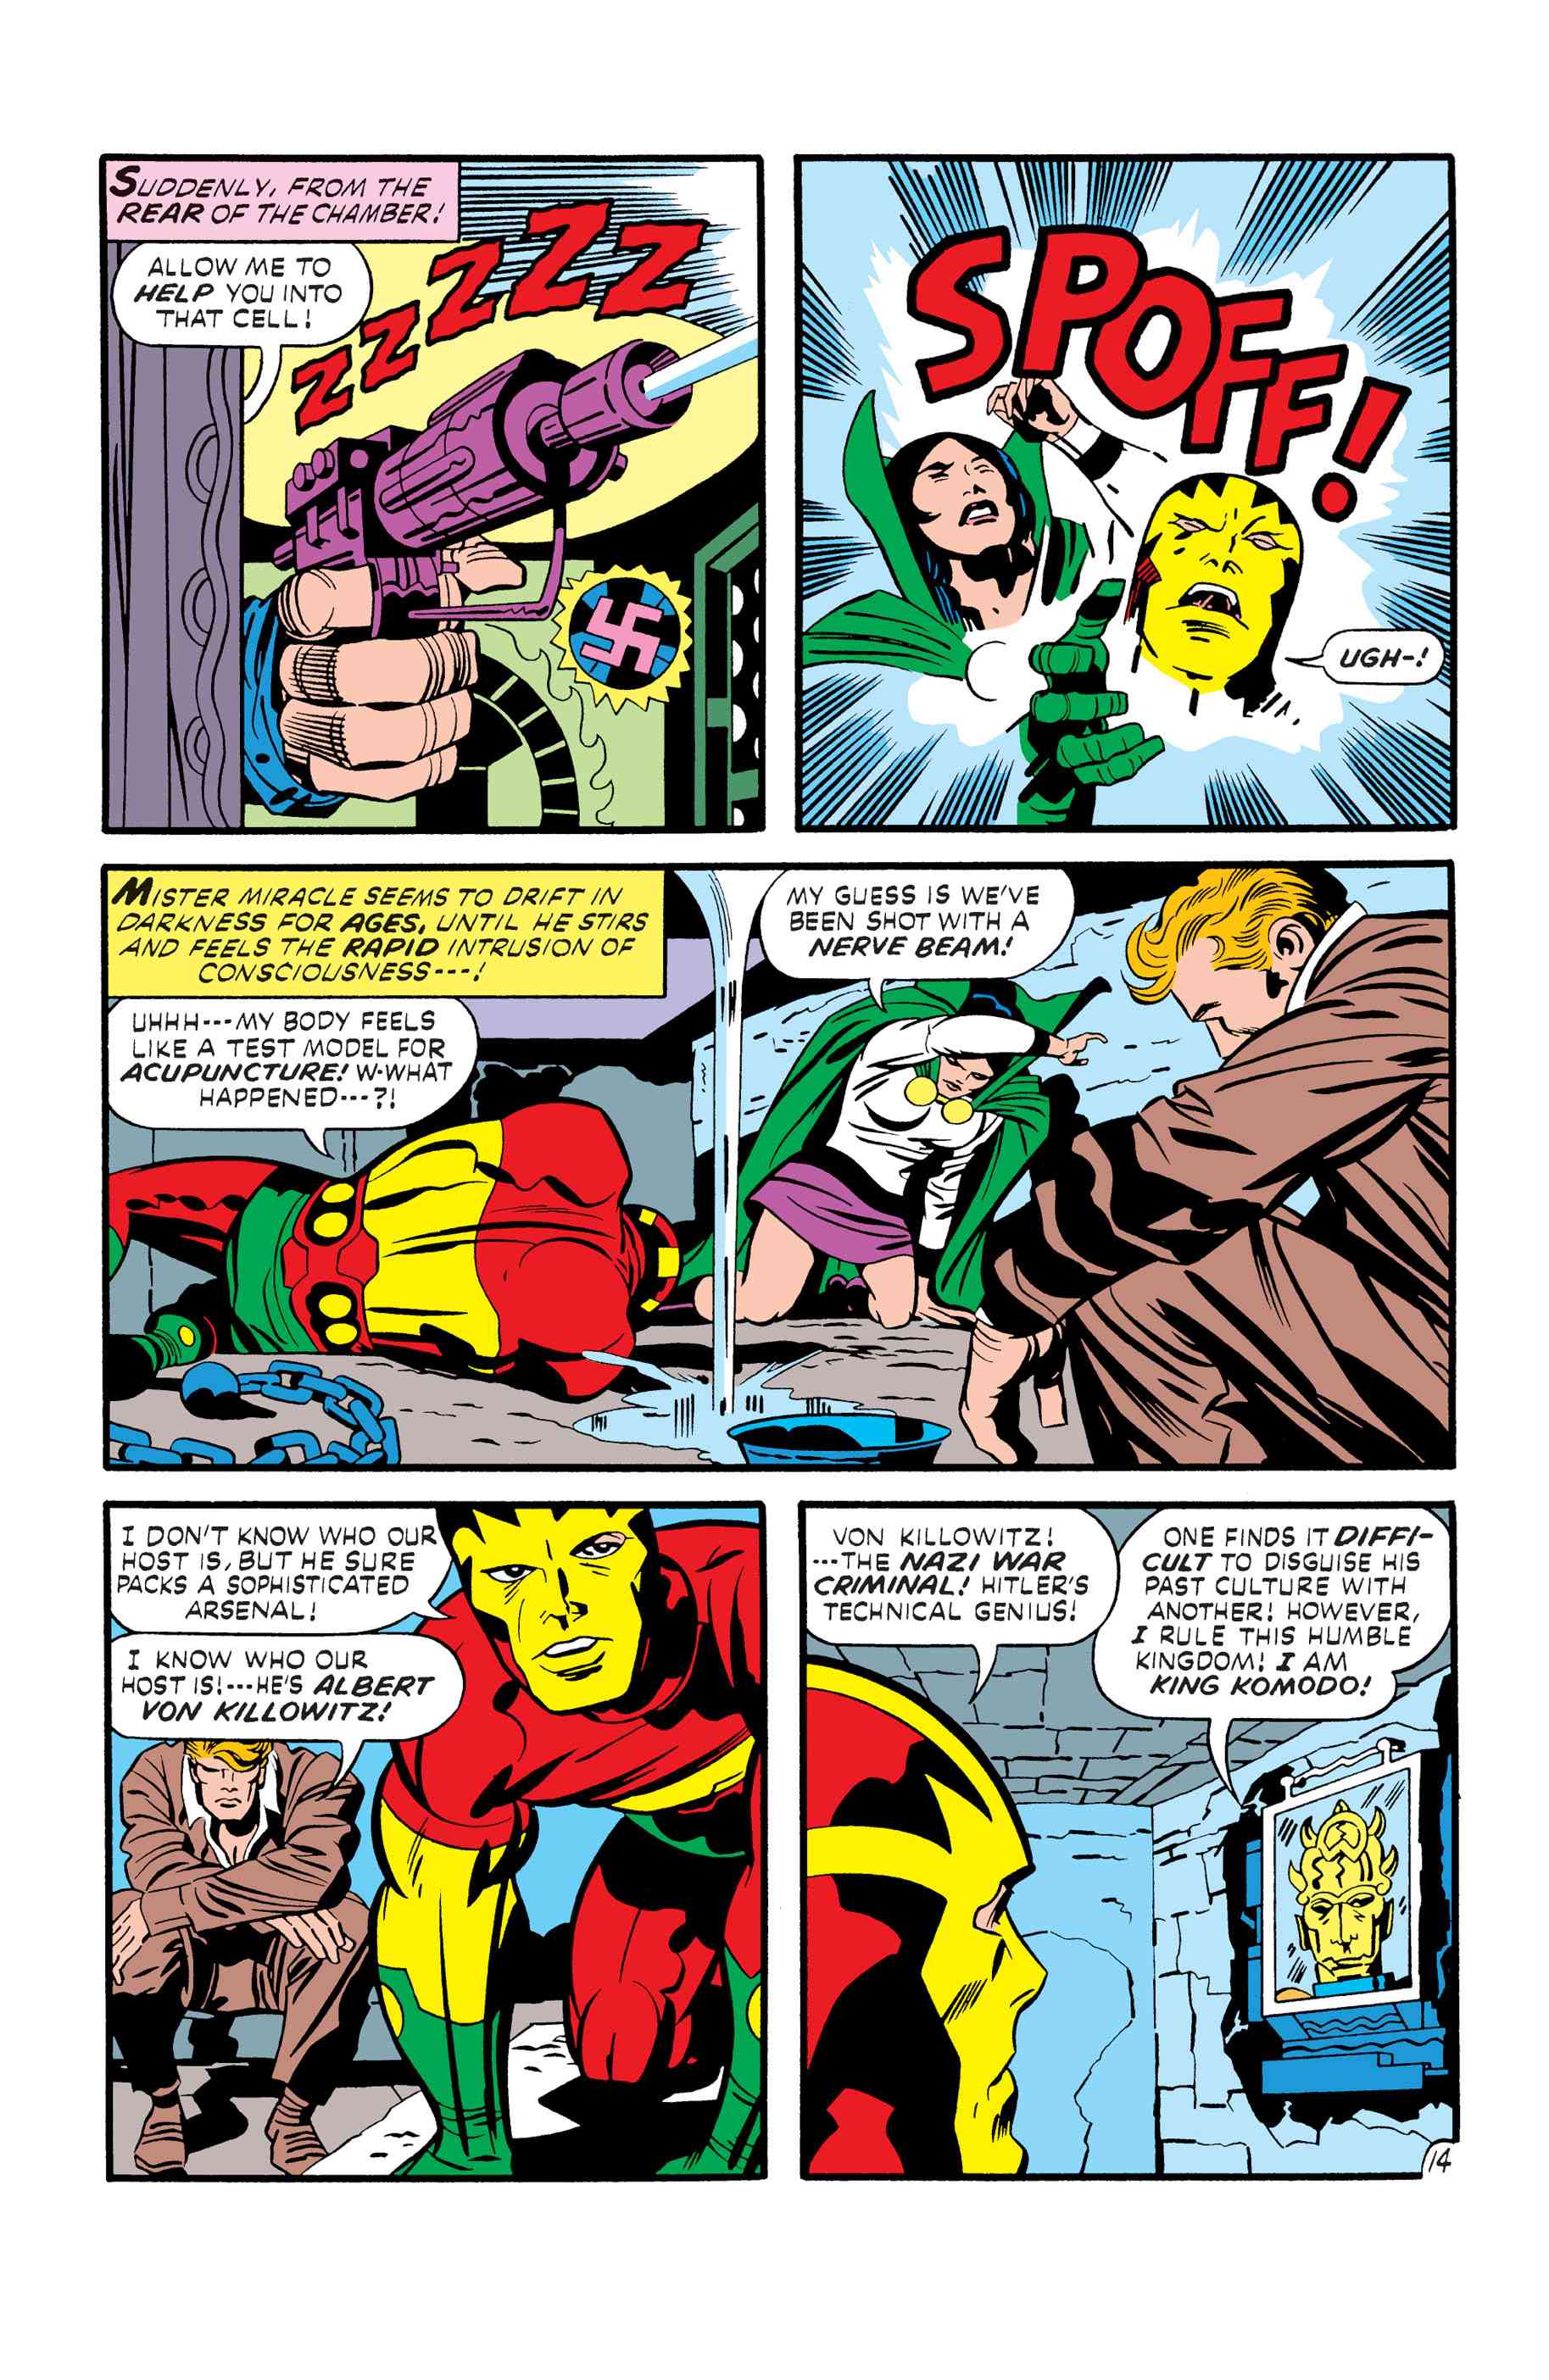 SUDDENLY, FROM THE
REAR OF THE CHAMBER!
ALLOW ME TO
HELP YOU INTO
THAT CELL!
ZZZZZZ
SPOFF!
UGH-!
MISTER MIRACLE SEEMS TO DRIFT IN
DARKNESS FOR AGES, UNTIL HE STIRS
AND FEELS THE RAPID INTRUSION OF
CONSCIOUSNESS---!
UHHH---MY BODY FEELS
LIKE A TEST MODEL FOR
ACUPUNCTURE! W-WHAT
HAPPENED---?!
MY GUESS IS WE'VE
BEEN SHOT WITH A
NERVE BEAM!
I DON'T KNOW WHO OUR
HOST IS, BUT HE SURE
PACKS A SOPHISTICATED
ARSENAL!
I KNOW WHO OUR
HOST IS!---HE'S ALBERT
VON KILLOWITZ!
VON KILLOWITZ!
---THE NAZI WAR
CRIMINAL! HITLER'S
TECHNICAL GENIUS!
ONE FINDS IT DIFFI-
CULT TO DISGUISE HIS
PAST CULTURE WITH
ANOTHER! HOWEVER,
I RULE THIS HUMBLE
KINGDOM! I AM
KING KOMODO!
14